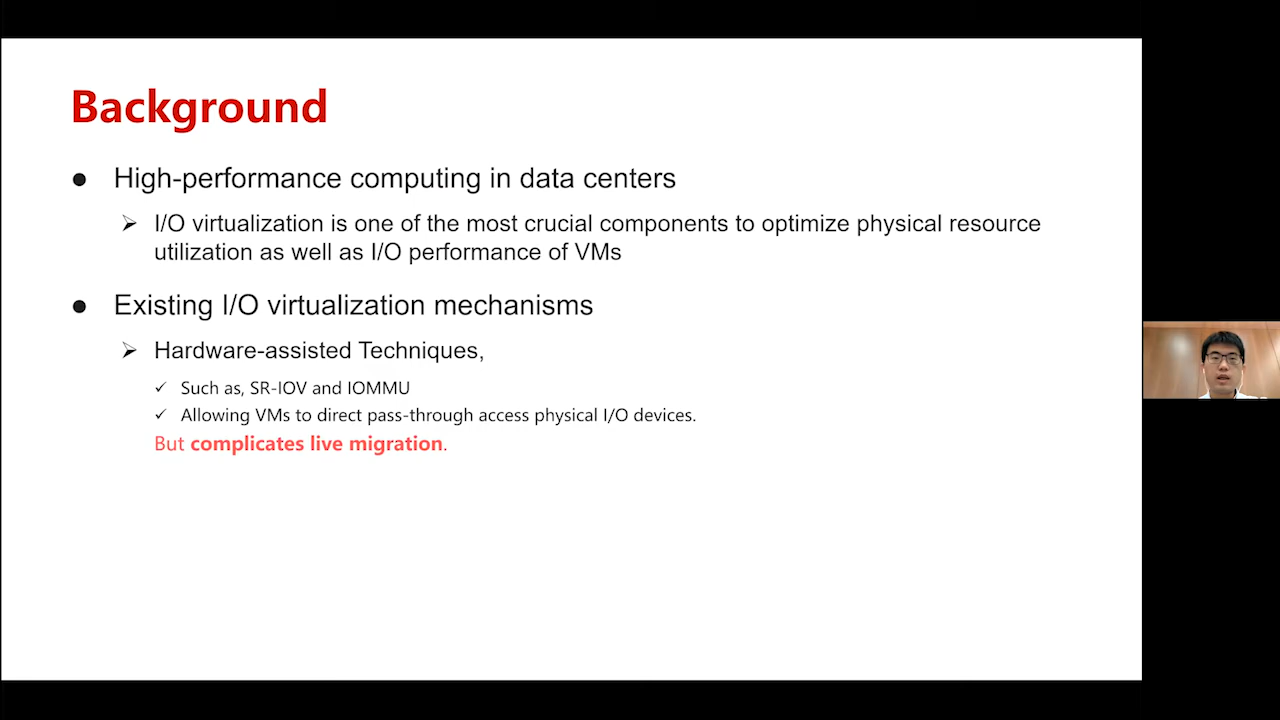 Background
● High-performance computing in data centers
➢ I/O virtualization is one of the most crucial components to optimize physical resource
utilization as well as I/O performance of VMs
● Existing I/O virtualization mechanisms
➢ Hardware-assisted Techniques,
✓ Such as, SR-IOV and IOMMU
✓ Allowing VMs to direct pass-through access physical I/O devices.
But complicates live migration.